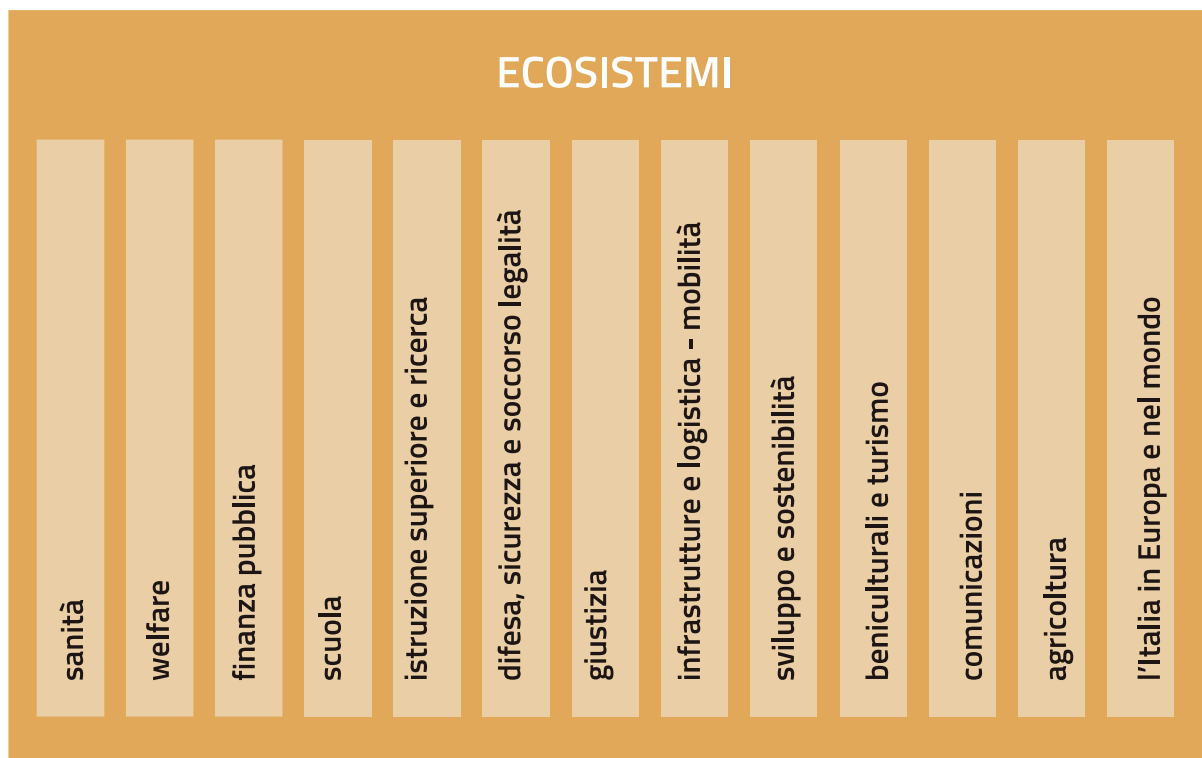 ECOSISTEMI
sanità
welfare
finanza pubblica
scuola
istruzione superiore e ricerca
difesa, sicurezza e soccorso legalità
giustizia
infrastrutture e logistica - mobilità
sviluppo e sostenibilità
beniculturali e turismo
comunicazioni
agricoltura
l'Italia in Europa e nel mondo